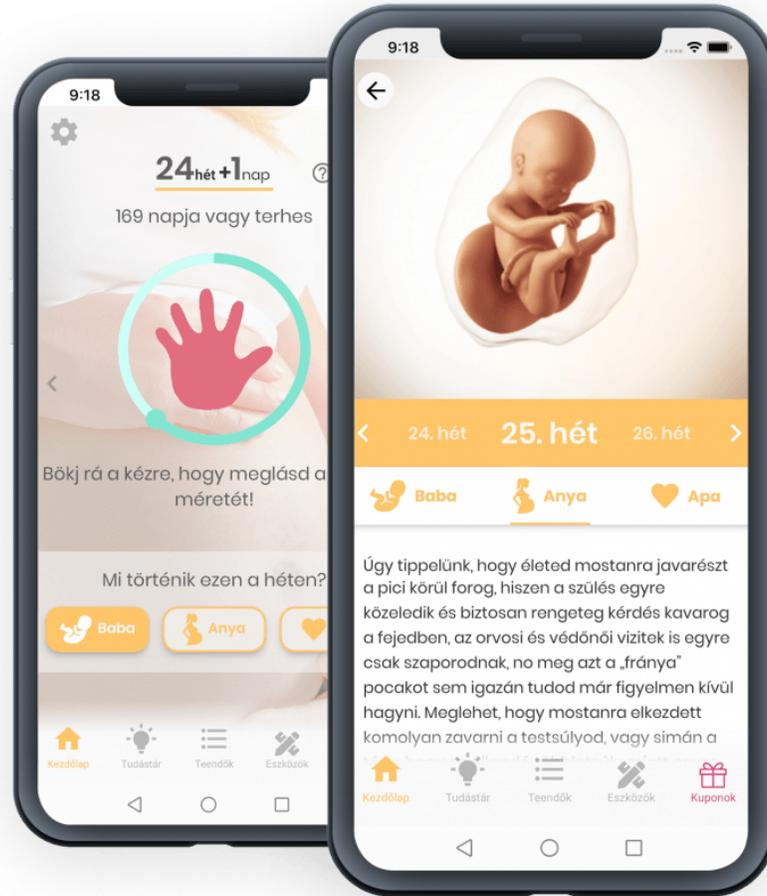 9:18
24hét+1nap
169 napja vagy terhes
Bökj rá a kézre, hogy meglásd a
méretét!
Mi történik ezen a héten?
Baba
Anya
Kezdőlap
Tudástár
Teendők
Eszközök
9:18
24. hét
25. hét
26. hét
Baba
Anya
Apa
Úgy tippelünk, hogy életed mostanra javarészt
a pici körül forog, hiszen a szülés egyre
közeledik és biztosan rengeteg kérdés kavarog
a fejedben, az orvosi és védőnői vizitek is egyre
csak szaporodnak, no meg azt a „fránya”
pocakot sem igazán tudod már figyelmen kívül
hagyni. Meglehet, hogy mostanra elkezdett
komolyan zavarni a testsúlyod, vagy simán a
Kezdőlap
Tudástár
Teendők
Eszközök
Kuponok